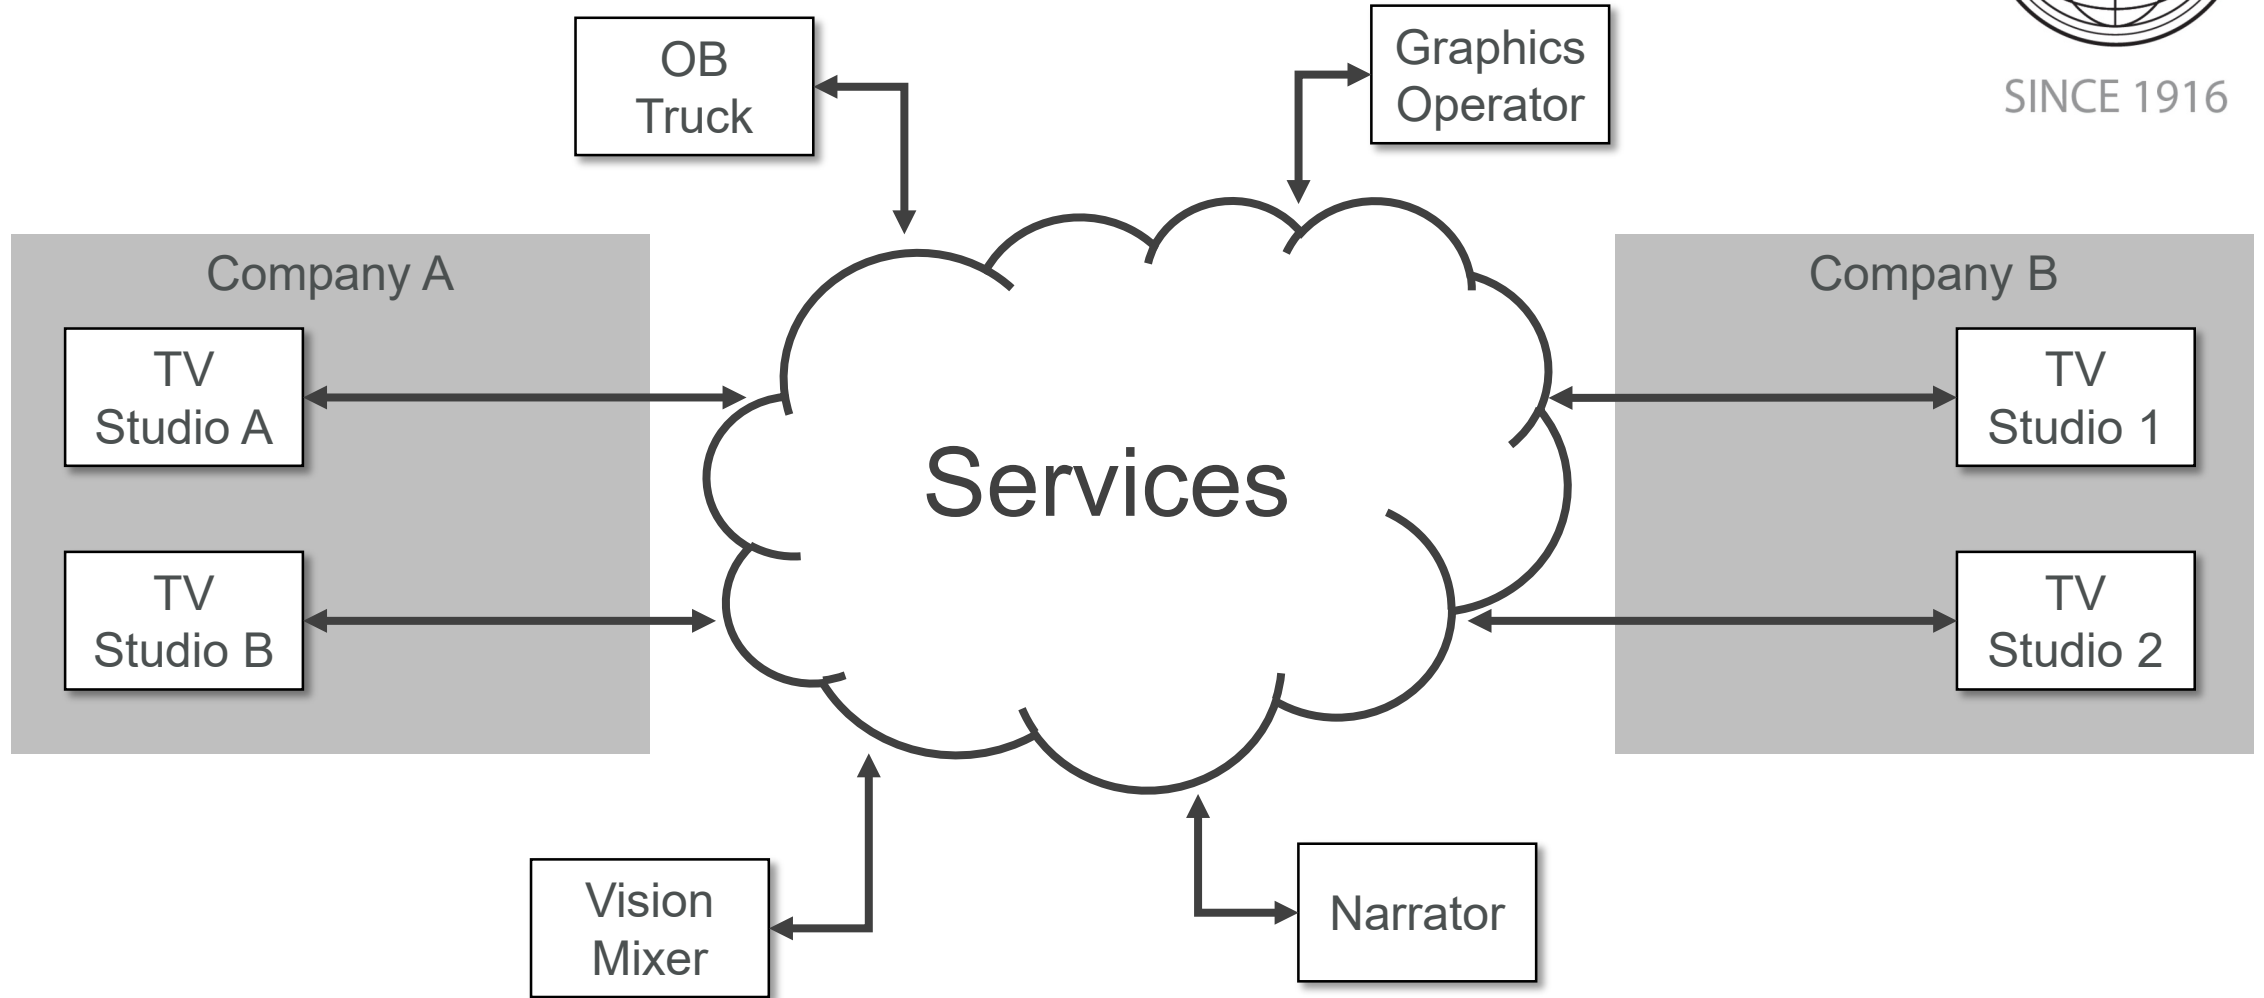 OB
Truck
Graphics
Operator
SINCE 1916
Company A
Company B
TV
Studio A
TV
Studio 1
Services
TV
Studio B
TV
Studio 2
Vision
Mixer
Narrator